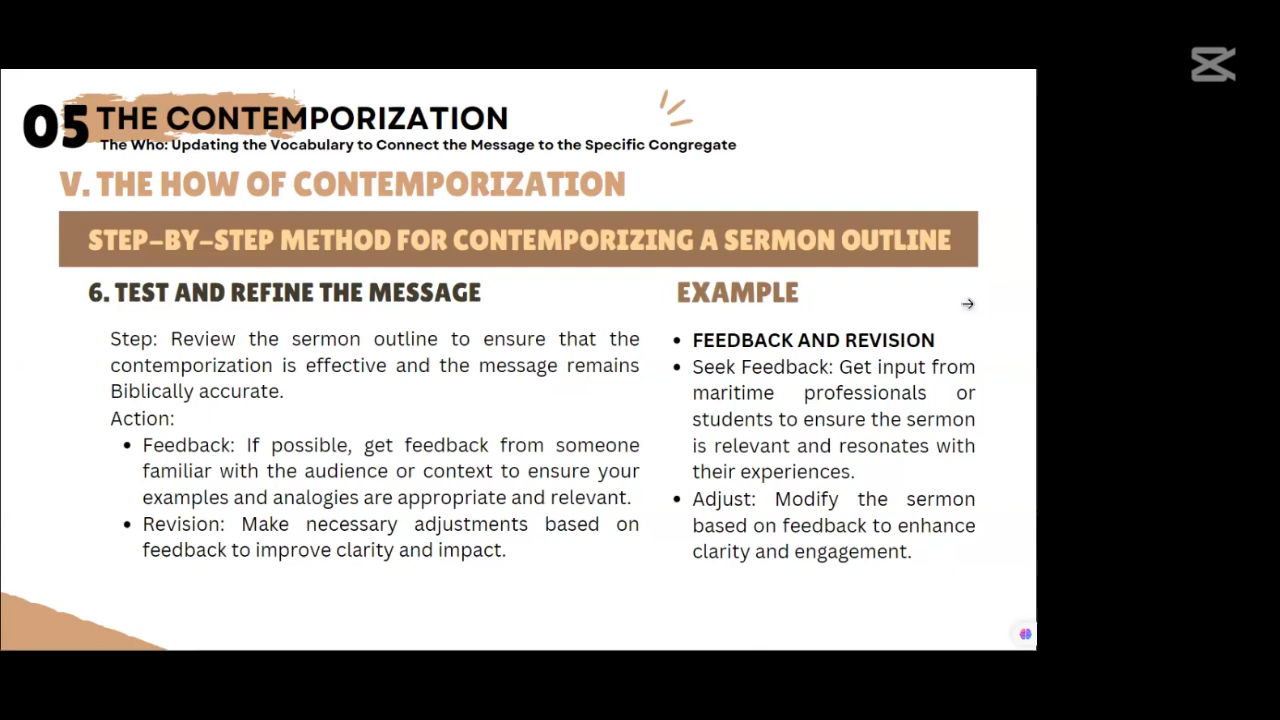 05 THE CONTEMPORIZATION
The Who: Updating the Vocabulary to Connect the Message to the Specific Congregate
V. THE HOW OF CONTEMPORIZATION
STEP-BY-STEP METHOD FOR CONTEMPORIZING A SERMON OUTLINE
6. TEST AND REFINE THE MESSAGE
Step: Review the sermon outline to ensure that the
contemporization is effective and the message remains
Biblically accurate.
Action:
• Feedback: If possible, get feedback from someone
familiar with the audience or context to ensure your
examples and analogies are appropriate and relevant.
• Revision: Make necessary adjustments based on
feedback to improve clarity and impact.
EXAMPLE
• FEEDBACK AND REVISION
• Seek Feedback: Get input from
maritime professionals or
students to ensure the sermon
is relevant and resonates with
their experiences.
• Adjust: Modify the sermon
based on feedback to enhance
clarity and engagement.